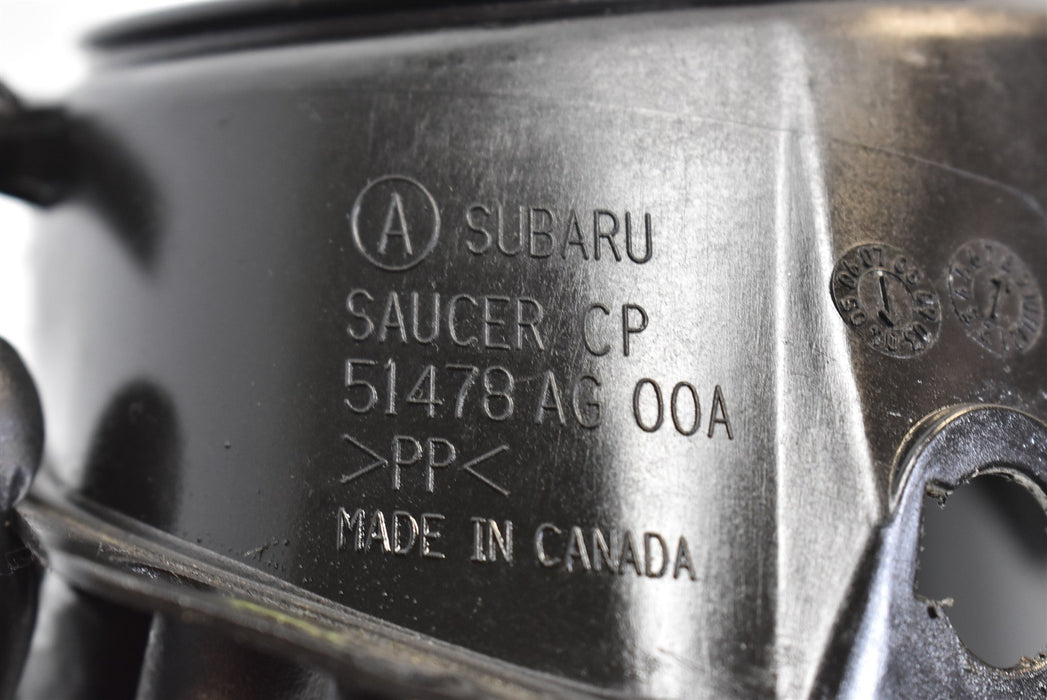 A SUBARU
SAUCER CP
51478 AG 00A
>PP<
MADE IN CANADA